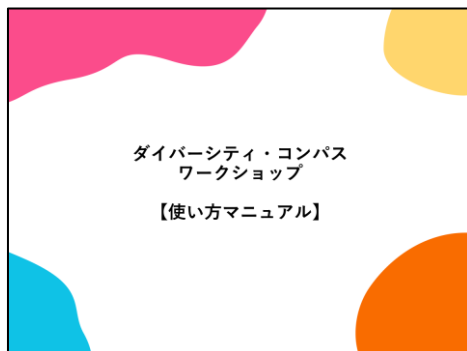 ダイバーシティ・コンパス
ワークショップ
【使い方マニュアル】